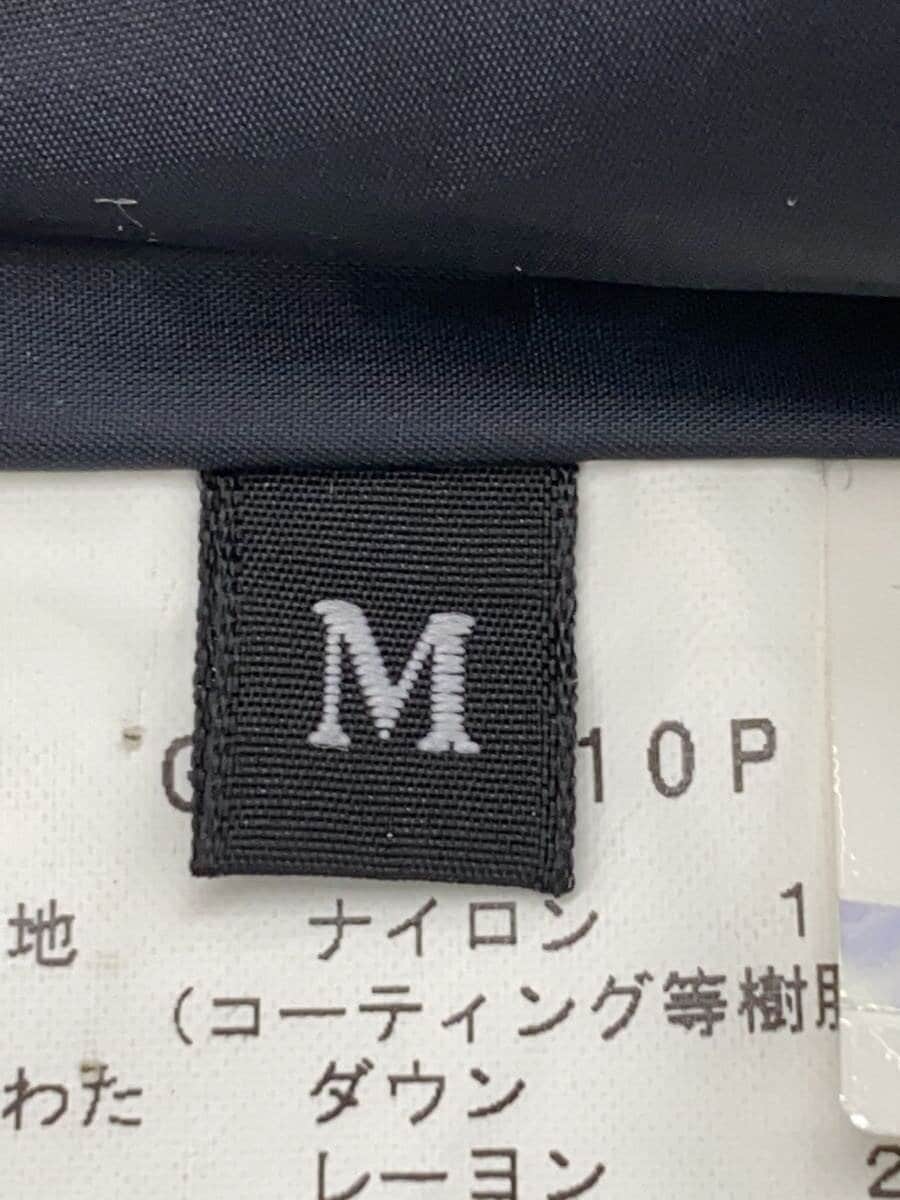 M
10P
地 ナイロン 1
（コーティング等樹
わた ダウン
レーヨン 2